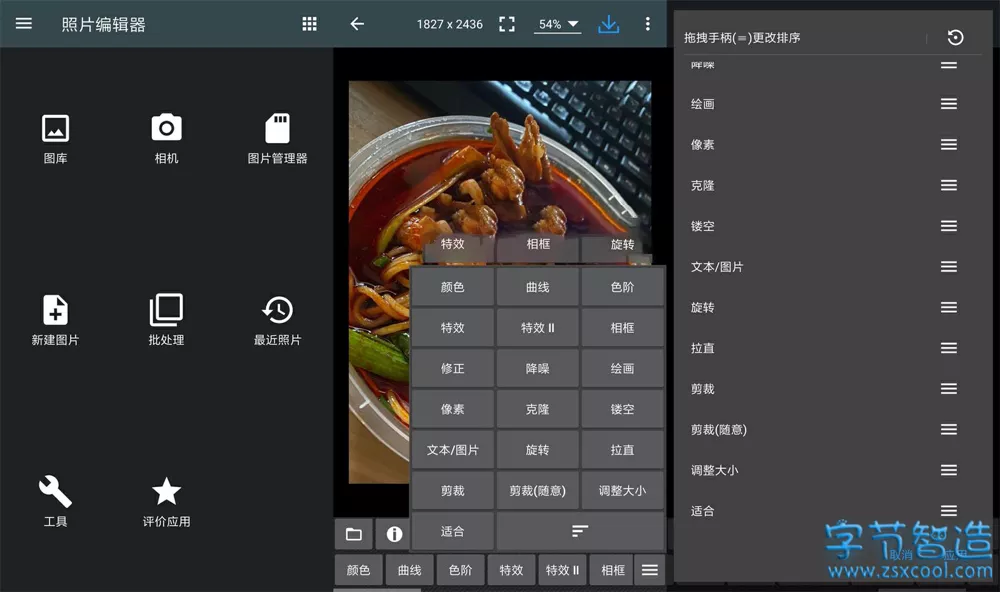 照片编辑器
图库
相机
图片管理器
新建图片
批处理
最近照片
工具
评价应用
1827 x 2436
54%
特效 相框 旋转
颜色 曲线 色阶
特效 特效 II 相框
修正 降噪 绘画
像素 克隆 镂空
文本/图片 旋转 拉直
剪裁 剪裁(随意) 调整大小
适合
颜色 曲线 色阶 特效 特效 II 相框
拖拽手柄(=)更改排序
降噪
绘画
像素
克隆
镂空
文本/图片
旋转
拉直
剪裁
剪裁(随意)
调整大小
适合
取消 应用
字节智造
www.zsxcool.com